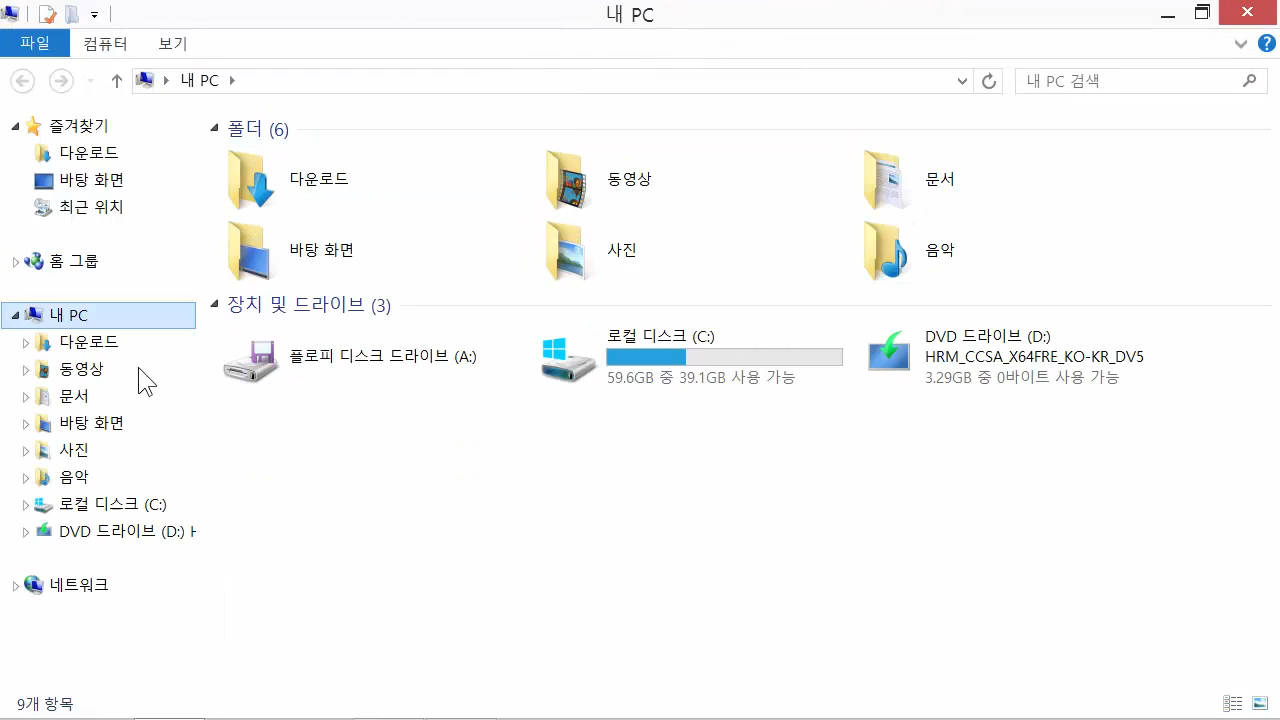 내 PC
파일
컴퓨터
보기
내 PC
내 PC 검색
즐겨찾기
다운로드
바탕 화면
최근 위치
홈 그룹
내 PC
다운로드
동영상
문서
바탕 화면
사진
음악
로컬 디스크 (C:)
DVD 드라이브 (D:) H
네트워크
폴더 (6)
다운로드
동영상
문서
바탕 화면
사진
음악
장치 및 드라이브 (3)
플로피 디스크 드라이브 (A:)
로컬 디스크 (C:)
59.6GB 중 39.1GB 사용 가능
DVD 드라이브 (D:)
HRM_CCSA_X64FRE_KO-KR_DV5
3.29GB 중 0바이트 사용 가능
9개 항목